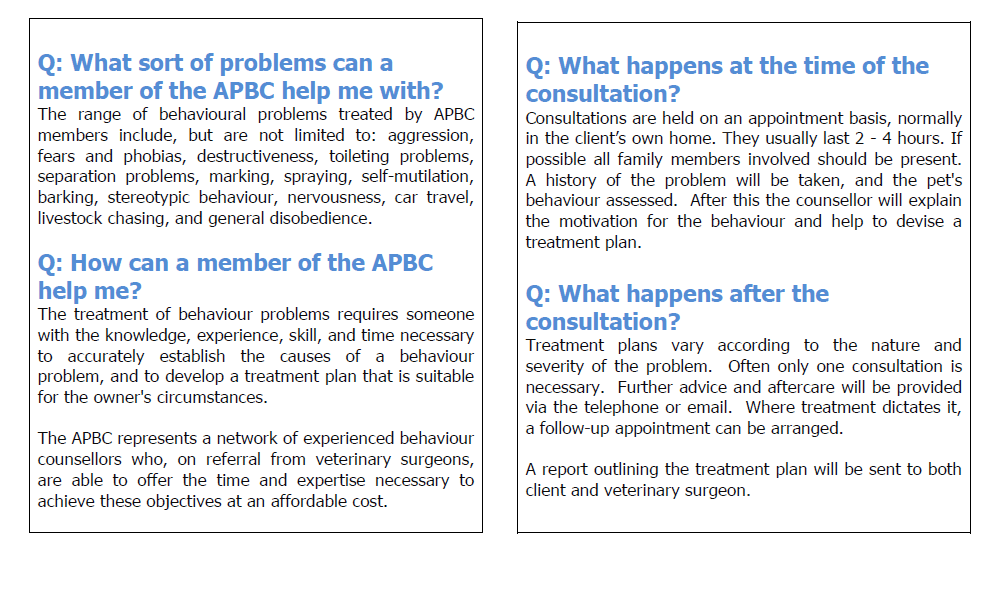 Q: What sort of problems can a
member of the APBC help me with?
The range of behavioural problems treated by APBC
members include, but are not limited to: aggression,
fears and phobias, destructiveness, toileting problems,
separation problems, marking, spraying, self-mutilation,
barking, stereotypic behaviour, nervousness, car travel,
livestock chasing, and general disobedience.
Q: How can a member of the APBC
help me?
The treatment of behaviour problems requires someone
with the knowledge, experience, skill, and time necessary
to accurately establish the causes of a behaviour
problem, and to develop a treatment plan that is suitable
for the owner's circumstances.
The APBC represents a network of experienced behaviour
counsellors who, on referral from veterinary surgeons,
are able to offer the time and expertise necessary to
achieve these objectives at an affordable cost.
Q: What happens at the time of the
consultation?
Consultations are held on an appointment basis, normally
in the client’s own home. They usually last 2 - 4 hours. If
possible all family members involved should be present.
A history of the problem will be taken, and the pet's
behaviour assessed.  After this the counsellor will explain
the motivation for the behaviour and help to devise a
treatment plan.
Q: What happens after the
consultation?
Treatment plans vary according to the nature and
severity of the problem.  Often only one consultation is
necessary.  Further advice and aftercare will be provided
via the telephone or email.  Where treatment dictates it,
a follow-up appointment can be arranged.
A report outlining the treatment plan will be sent to both
client and veterinary surgeon.